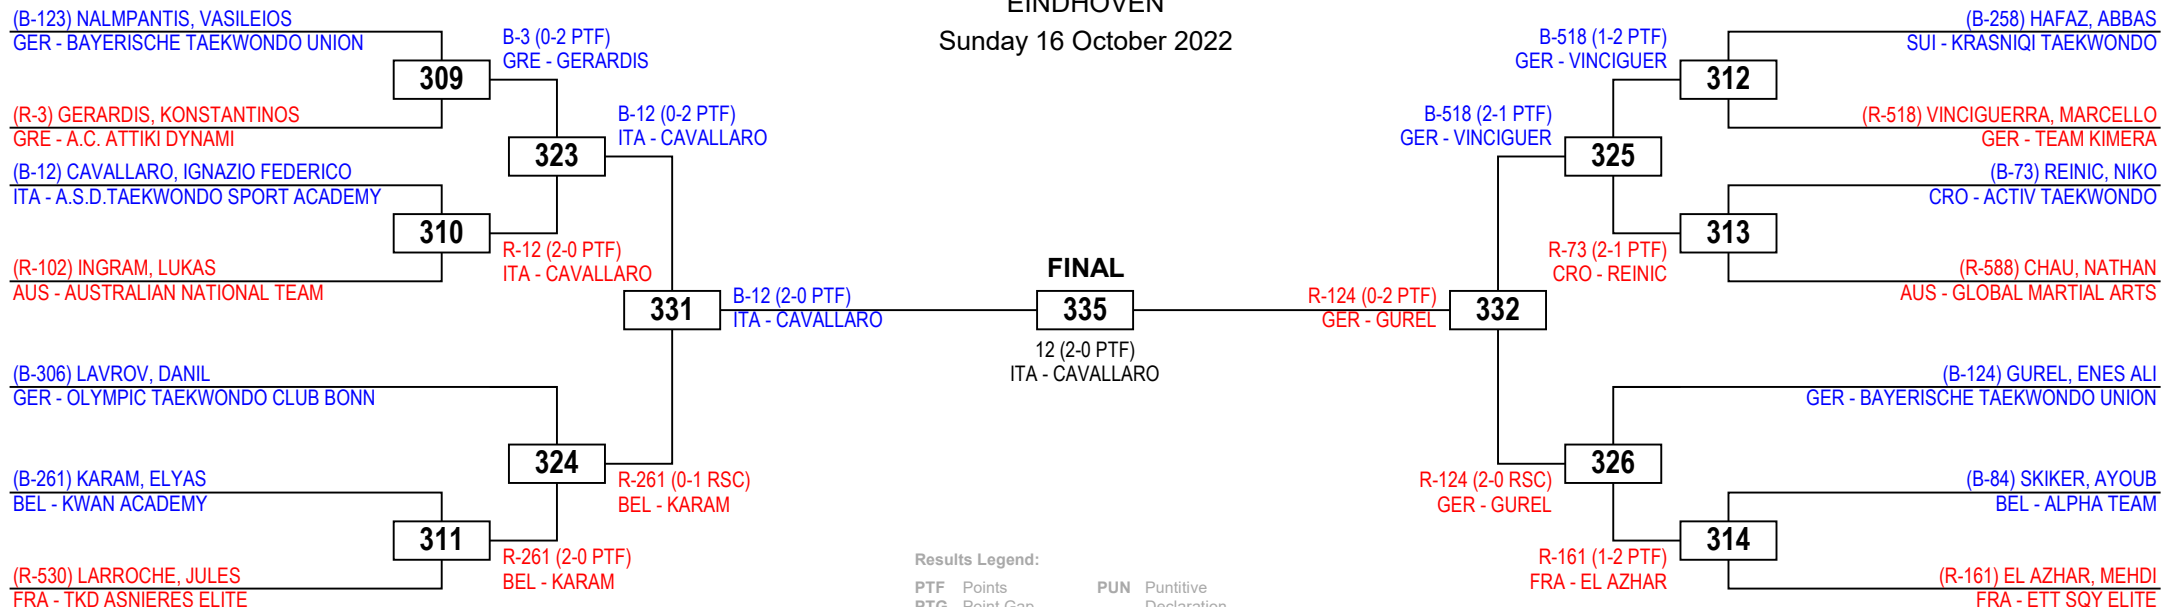 EINDHOVEN
Sunday 16 October 2022
(B-123) NALMPANTIS, VASILEIOS
GER - BAYERISCHE TAEKWONDO UNION
309
(R-3) GERARDIS, KONSTANTINOS
GRE - A.C. ATTIKI DYNAMI
(B-12) CAVALLARO, IGNAZIO FEDERICO
ITA - A.S.D.TAEKWONDO SPORT ACADEMY
310
(R-102) INGRAM, LUKAS
AUS - AUSTRALIAN NATIONAL TEAM
(B-306) LAVROV, DANIL
GER - OLYMPIC TAEKWONDO CLUB BONN
(B-261) KARAM, ELYAS
BEL - KWAN ACADEMY
311
(R-530) LARROCHE, JULES
FRA - TKD ASNIERES ELITE
B-3 (0-2 PTF)
GRE - GERARDIS
323
R-12 (2-0 PTF)
ITA - CAVALLARO
324
R-261 (2-0 PTF)
BEL - KARAM
B-12 (0-2 PTF)
ITA - CAVALLARO
331
R-261 (0-1 RSC)
BEL - KARAM
B-12 (2-0 PTF)
ITA - CAVALLARO
FINAL
335
12 (2-0 PTF)
ITA - CAVALLARO
R-124 (0-2 PTF)
GER - GUREL
332
B-518 (2-1 PTF)
GER - VINCIGUER
325
R-124 (2-0 RSC)
GER - GUREL
326
B-518 (1-2 PTF)
GER - VINCIGUER
312
R-73 (2-1 PTF)
CRO - REINIC
313
R-161 (1-2 PTF)
FRA - EL AZHAR
314
(B-258) HAFAZ, ABBAS
SUI - KRASNIQI TAEKWONDO
(R-518) VINCIGUERRA, MARCELLO
GER - TEAM KIMERA
(B-73) REINIC, NIKO
CRO - ACTIV TAEKWONDO
(R-588) CHAU, NATHAN
AUS - GLOBAL MARTIAL ARTS
(B-124) GUREL, ENES ALI
GER - BAYERISCHE TAEKWONDO UNION
(B-84) SKIKER, AYOUB
BEL - ALPHA TEAM
(R-161) EL AZHAR, MEHDI
FRA - ETT SQY ELITE
Results Legend:
PTF Points PUN Puntitive
PTG Point Gap Declaration